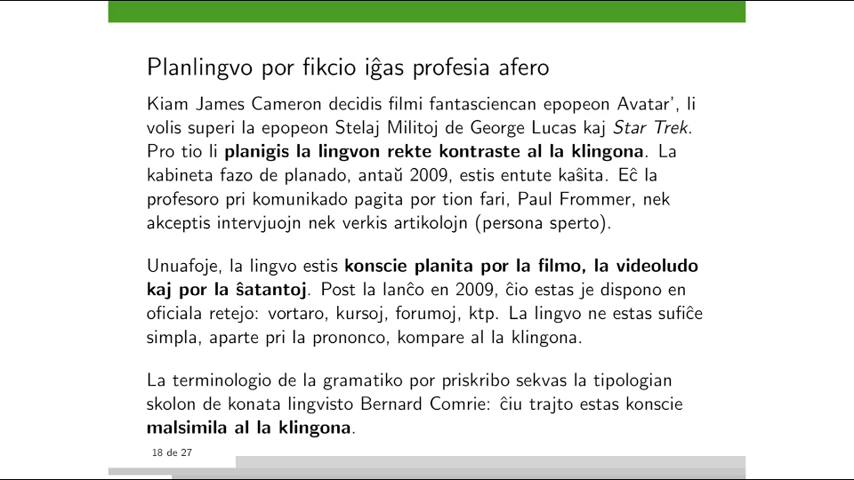 Planlingvo por fikcio iĝas profesia afero
Kiam James Cameron decidis filmi fantasciencan epopeon Avatar’, li
volis superi la epopeon Stelaj Militoj de George Lucas kaj Star Trek.
Pro tio li planigis la lingvon rekte kontraste al la klingona. La
kabineta fazo de planado, antaŭ 2009, estis entute kaŝita. Eĉ la
profesoro pri komunikado pagita por tion fari, Paul Frommer, nek
akceptis intervjuojn nek verkis artikolojn (persona sperto).
Unuafoje, la lingvo estis konscie planita por la filmo, la videoludo
kaj por la ŝatantoj. Post la lanĉo en 2009, ĉio estas je dispono en
oficiala retejo: vortaro, kursoj, forumoj, ktp. La lingvo ne estas sufiĉe
simpla, aparte pri la prononco, kompare al la klingona.
La terminologio de la gramatiko por priskribo sekvas la tipologian
skolon de konata lingvisto Bernard Comrie: ĉiu trajto estas konscie
malsimila al la klingona.
18 de 27